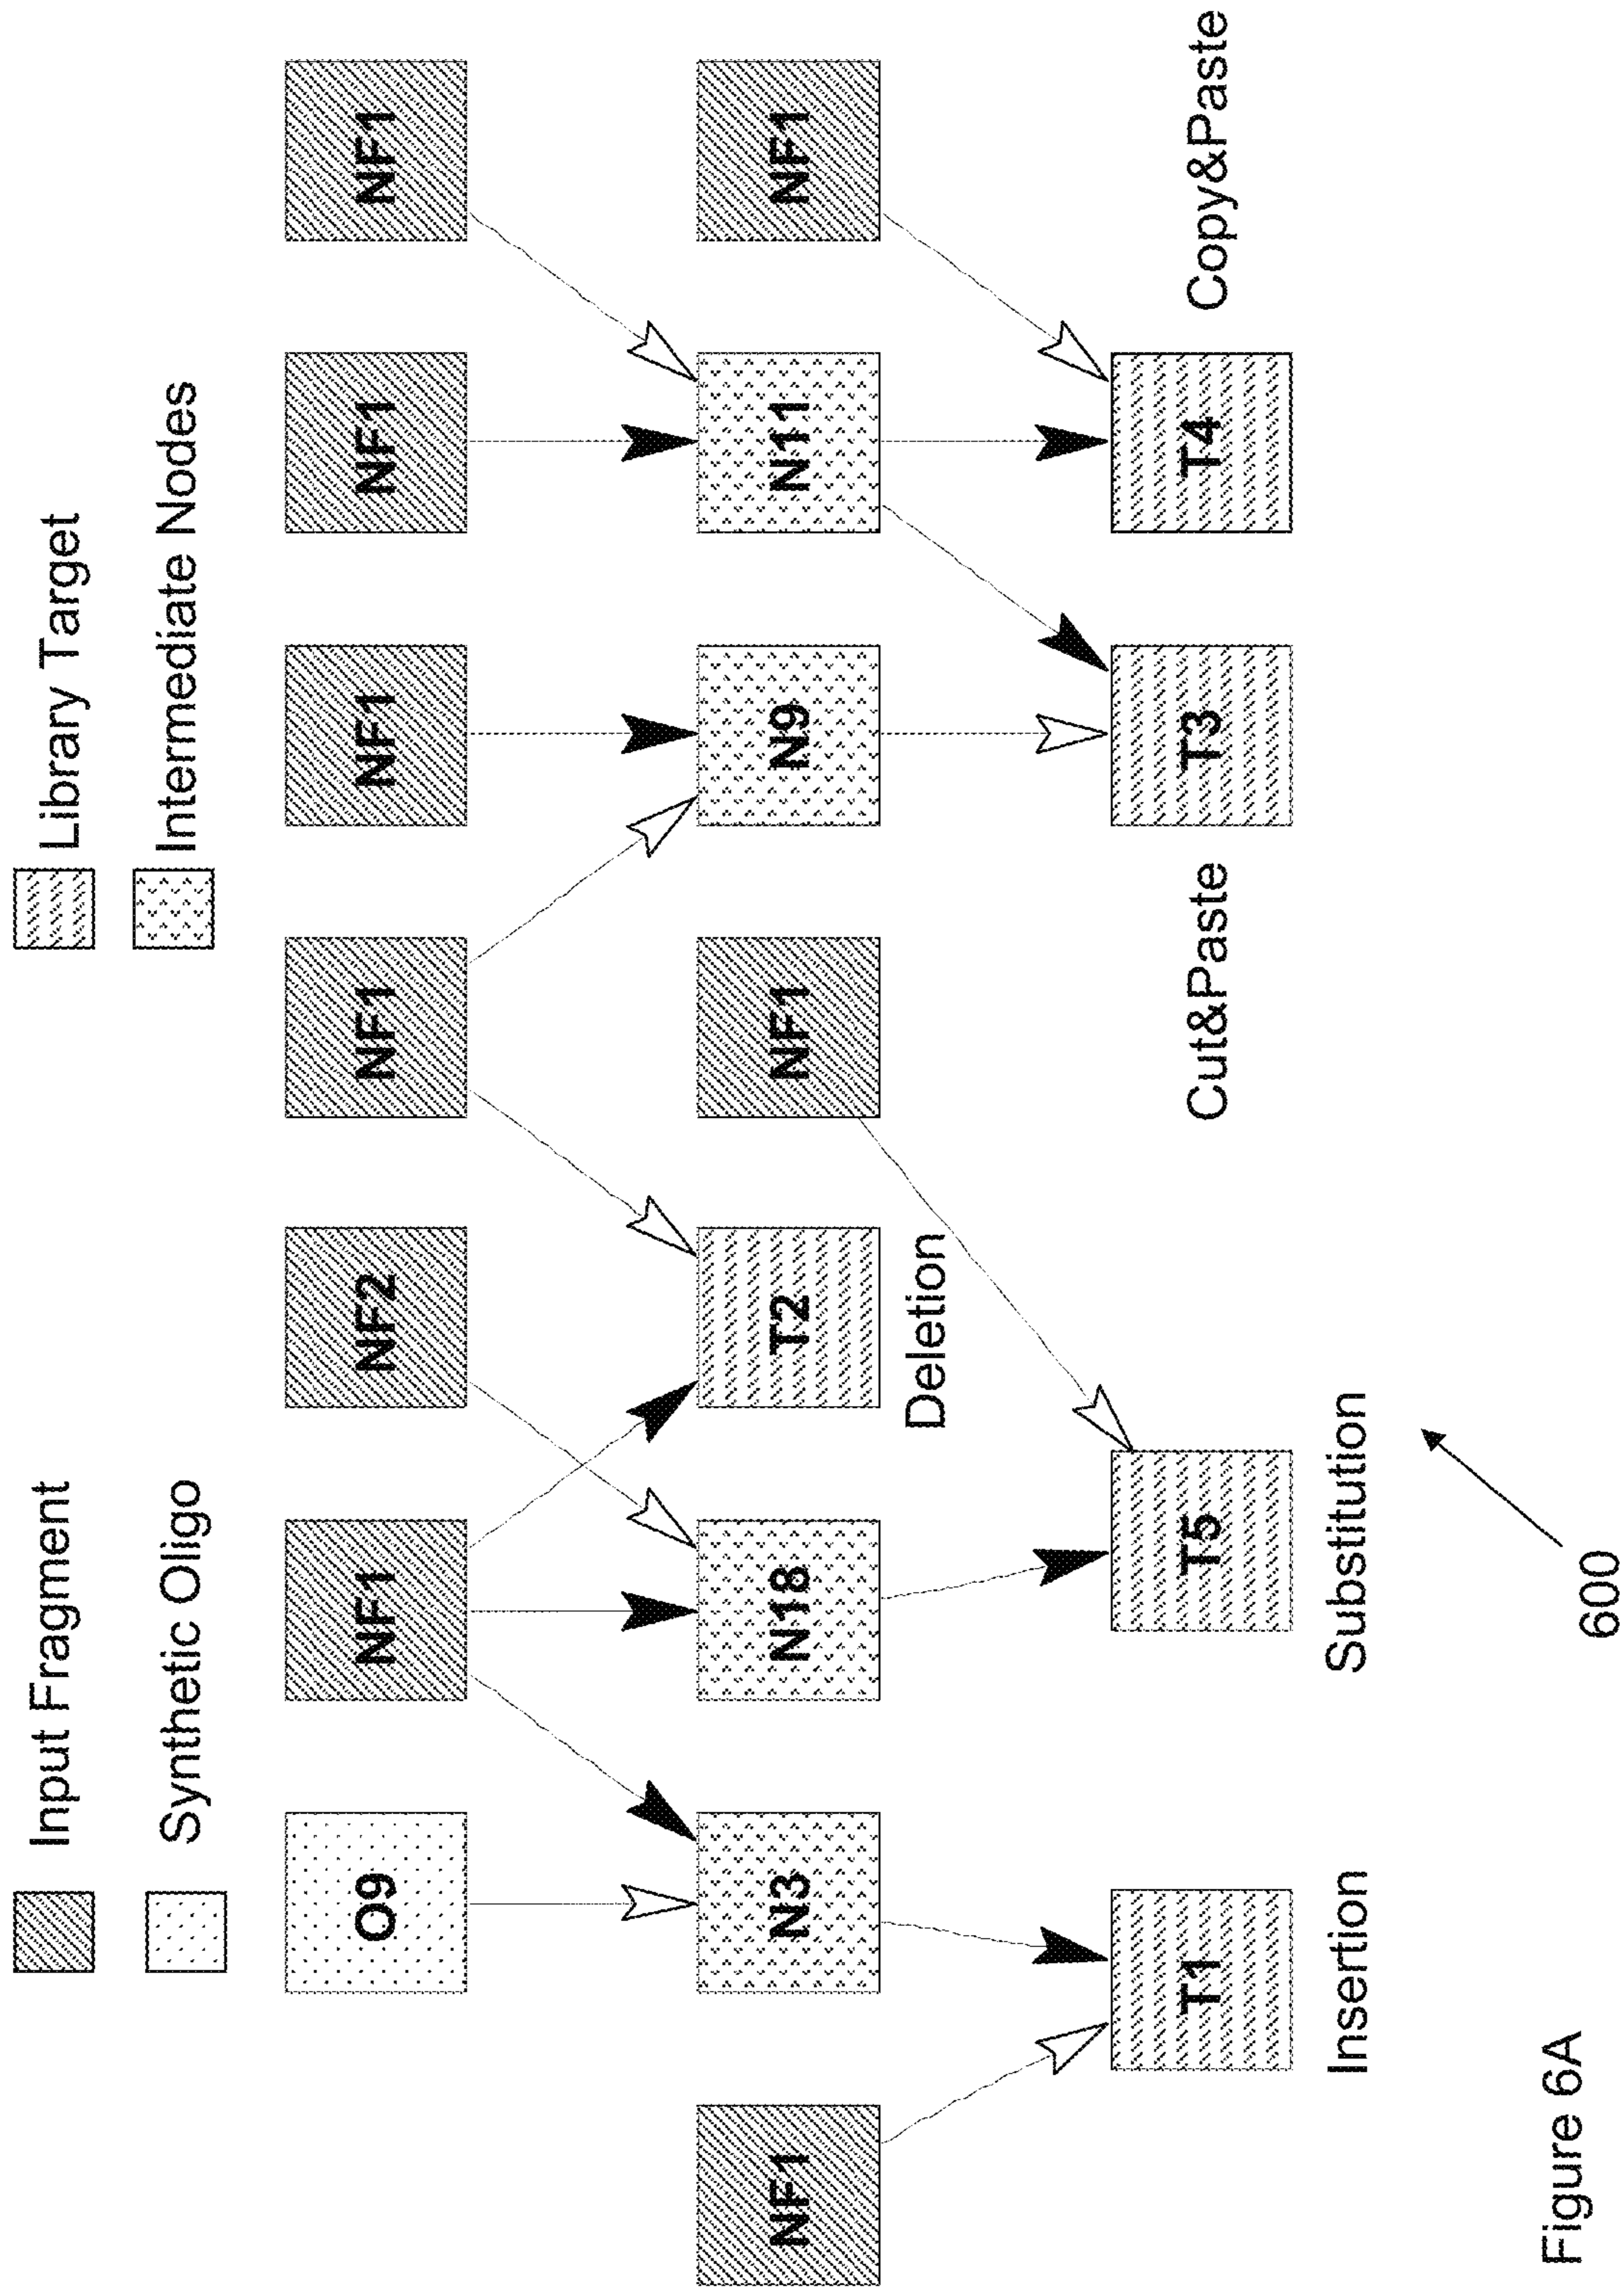 Input Fragment
Library Target
Synthetic Oligo
Intermediate Nodes
O9
NF1
NF2
NF1
NF1
NF1
NF1
NF1
N3
N18
T2
NF1
N9
N11
NF1
Deletion
T1
T5
T3
T4
Insertion
Substitution
Cut&Paste
Copy&Paste
600
Figure 6A